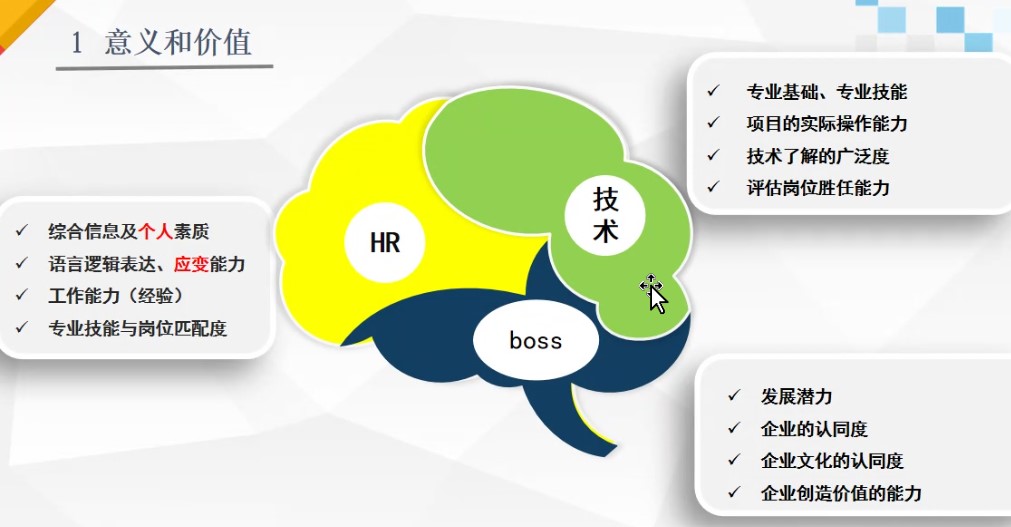 1 意义和价值
✓ 综合信息及个人素质
✓ 语言逻辑表达、应变能力
✓ 工作能力（经验）
✓ 专业技能与岗位匹配度
HR
技
术
boss
✓ 专业基础、专业技能
✓ 项目的实际操作能力
✓ 技术了解的广泛度
✓ 评估岗位胜任能力
✓ 发展潜力
✓ 企业的认同度
✓ 企业文化的认同度
✓ 企业创造价值的能力